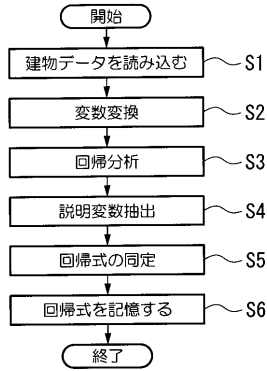 開始
建物データを読み込む S1
変数変換 S2
回帰分析 S3
説明変数抽出 S4
回帰式の同定 S5
回帰式を記憶する S6
終了